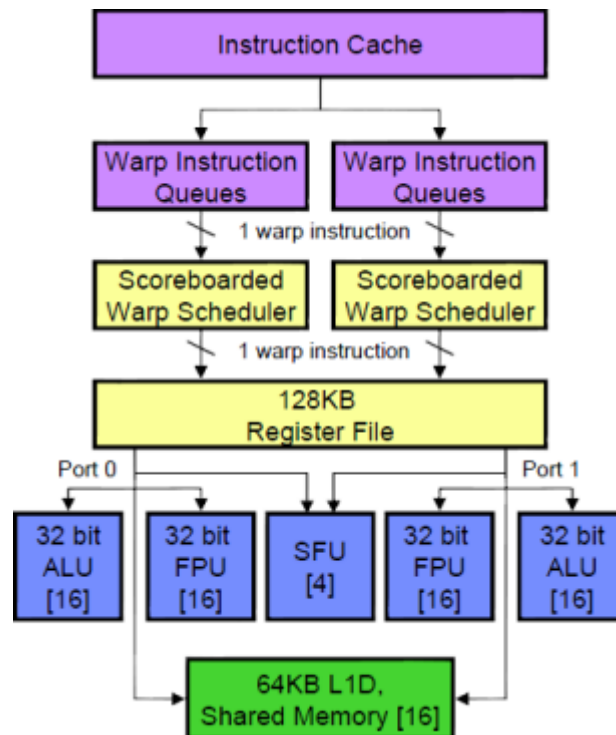 Instruction Cache
Warp Instruction
Queues
Warp Instruction
Queues
1 warp instruction
Scoreboarded
Warp Scheduler
Scoreboarded
Warp Scheduler
1 warp instruction
128KB
Register File
Port 0
Port 1
32 bit
ALU
[16]
32 bit
FPU
[16]
SFU
[4]
32 bit
FPU
[16]
32 bit
ALU
[16]
64KB L1D,
Shared Memory [16]